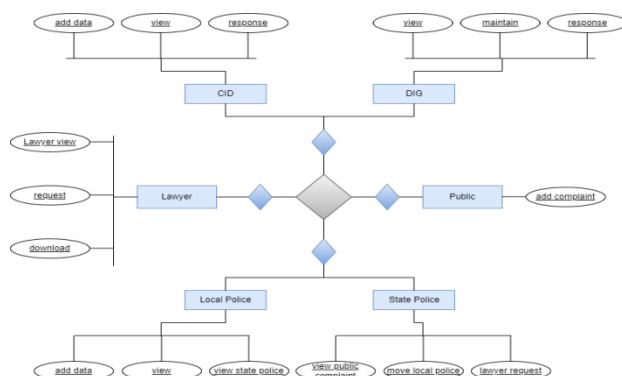 add data
view
response
view
maintain
response
CID
DIG
Lawyer view
request
download
Lawyer
Public
add complaint
Local Police
State Police
add data
view
view state police
view public
complaint
move local police
lawyer request